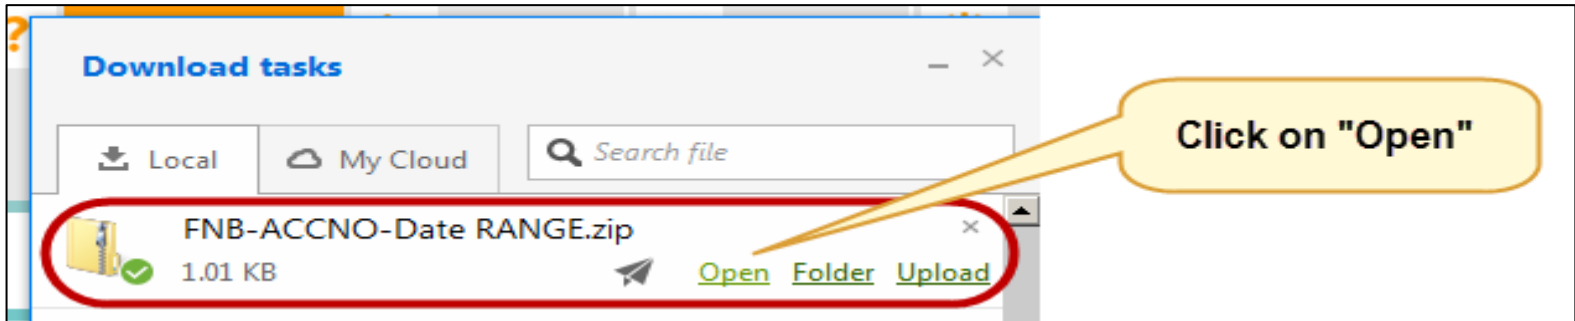 ?
Download tasks
Local
My Cloud
Search file
Click on "Open"
FNB-ACCNO-Date RANGE.zip
1.01 KB
Open Folder Upload